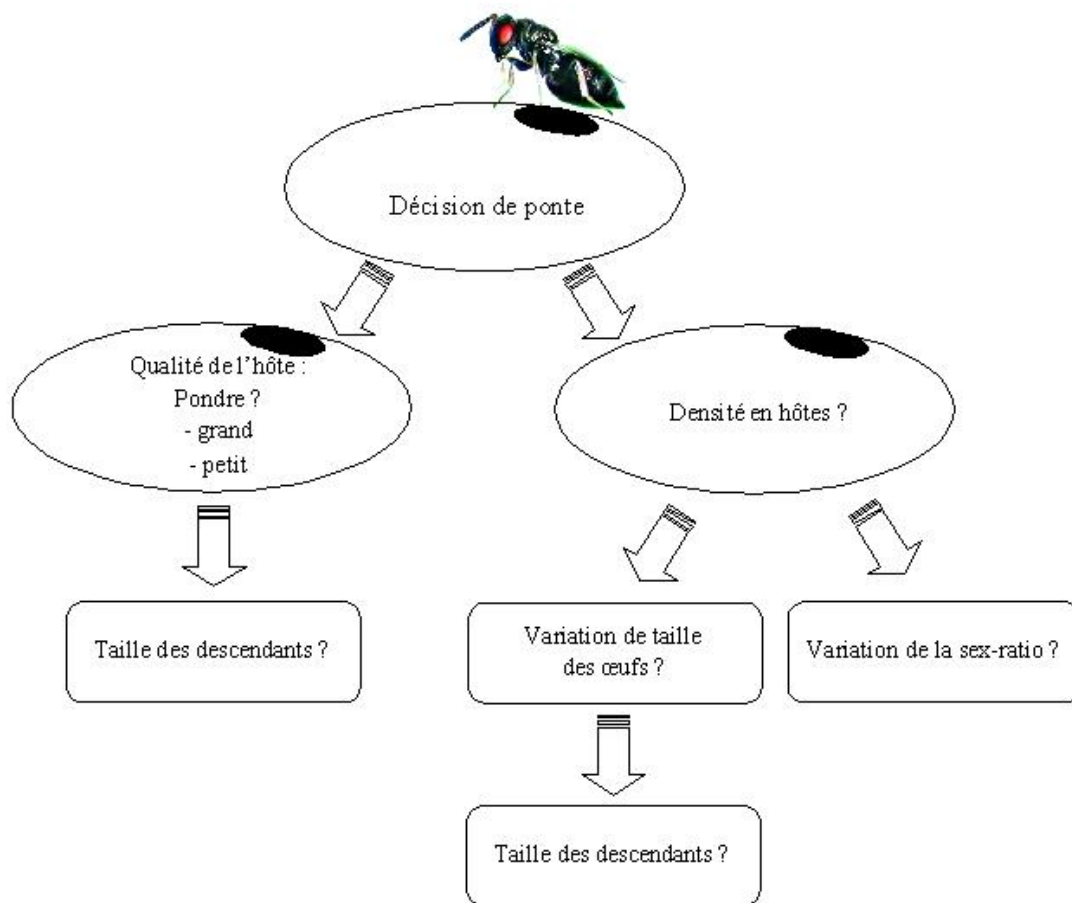 Décision de ponte
Qualité de l'hôte :
Pondre ?
- grand
- petit
Densité en hôtes ?
Taille des descendants ?
Variation de taille
des œufs ?
Variation de la sex-ratio ?
Taille des descendants ?